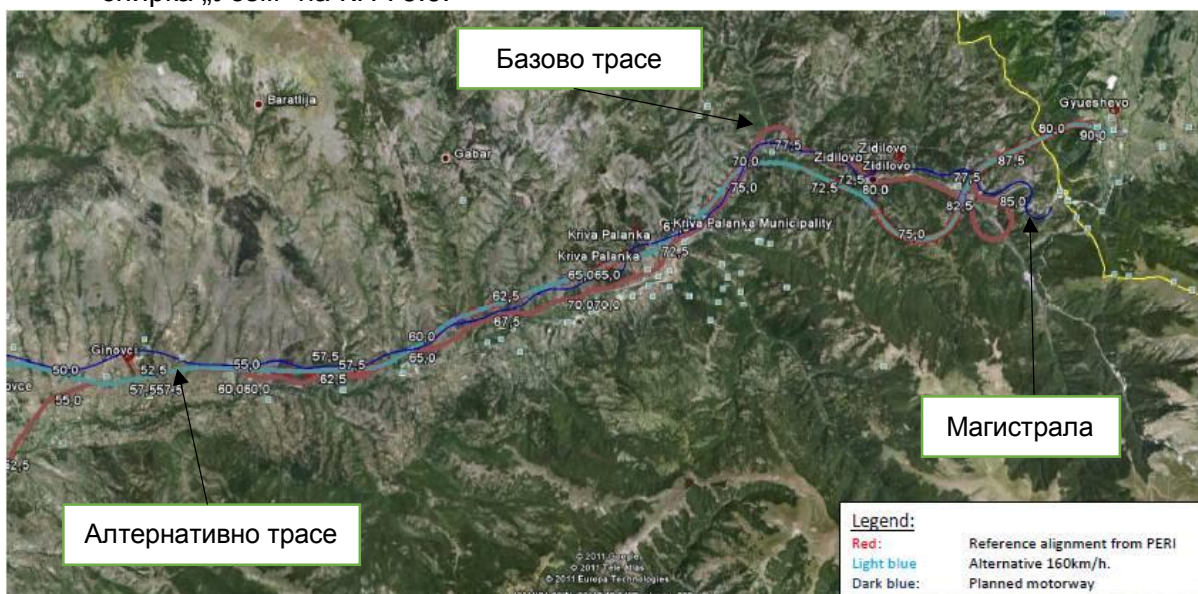 Базово трасе
Baratlija
Gyueshevo
Gabar
80,0
90,0
77,5
87,5
70,0
Zidilovo
Zidilovo
Zidilovo
72,5
72,5
80,0
77,5
75,0
82,5
85,0
75,0
Kriva Palanka Municipality
Kriva Palanka
Kriva Palanka
72,5
65,065,0
62,5
70,070,0
67,5
60,0
65,0
Ginovci
50,0
52,5
55,0
57,5
57,5
57,557,5
60,060,0
62,5
55,0
Магистрала
Алтернативно трасе
© 2011 Google
© 2011 Tele Atlas
© 2011 Europa Technologies
Legend:
Red: Reference alignment from PERI
Light blue Alternative 160km/h.
Dark blue: Planned motorway